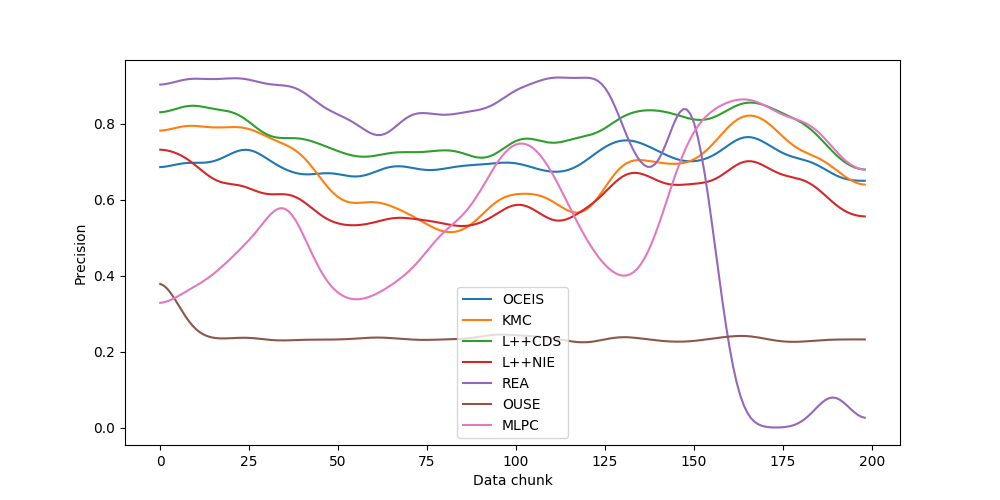 Precision
0.8
0.6
0.4
0.2
0.0
OCEIS
KMC
L++CDS
L++NIE
REA
OUSE
MLPC
0 25 50 75 100 125 150 175 200
Data chunk